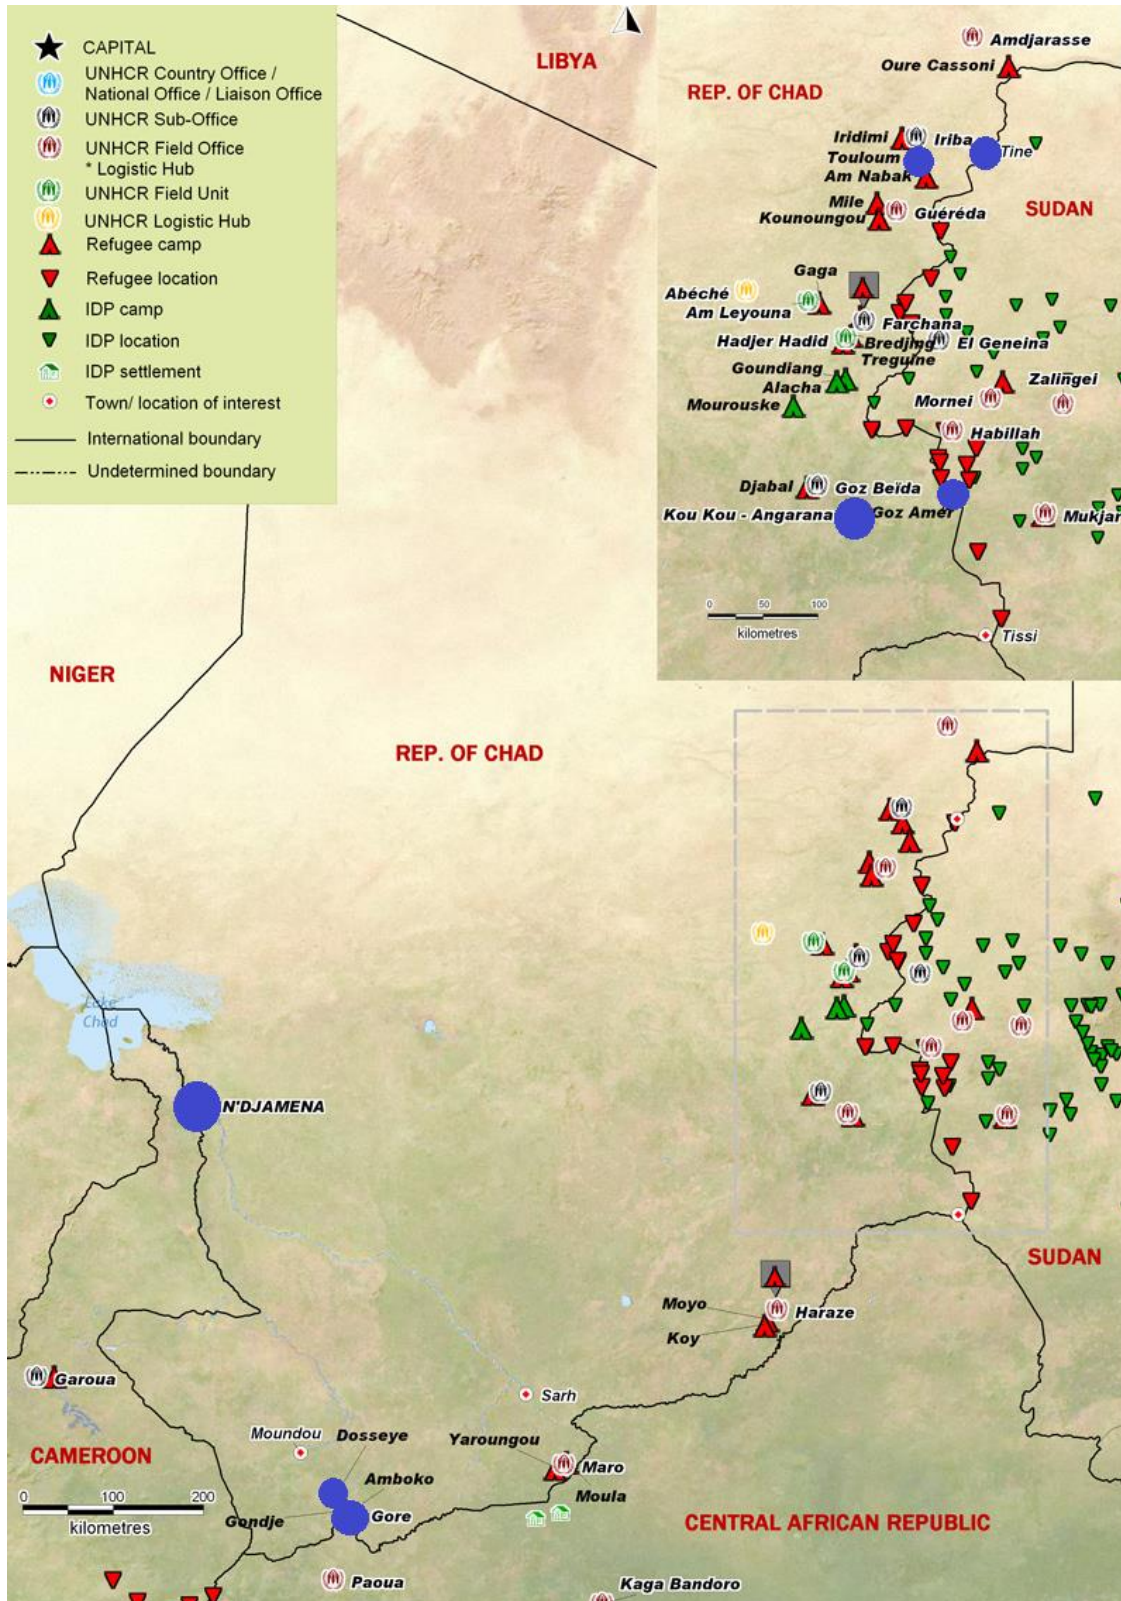 CAPITAL
UNHCR Country Office /
National Office / Liaison Office
UNHCR Sub-Office
UNHCR Field Office
* Logistic Hub
UNHCR Field Unit
UNHCR Logistic Hub
Refugee camp
Refugee location
IDP camp
IDP location
IDP settlement
Town/ location of interest
International boundary
Undetermined boundary
LIBYA
Amdjarasse
Oure Cassoni
REP. OF CHAD
Iridimi
Iriba
Touloum
Tine
Am Nabak
Mile
SUDAN
Kounoungou
Guéréda
Gaga
Abéché
Am Leyouna
Farchana
Hadjer Hadid
Bredjing
El Geneina
Treguine
Goundiang
Alacha
Zalingei
Mourouske
Mornei
Habillah
Djabal
Goz Beïda
Kou Kou - Angarana
Goz Amer
Mukjar
0 50 100
kilometres
Tissi
NIGER
REP. OF CHAD
Lake
Chad
N'DJAMENA
SUDAN
Moyo
Haraze
Koy
Garoua
Sarh
Moundou
Dosseye
Yaroungou
CAMEROON
Maro
Amboko
Moula
0 100 200
kilometres
Gondje
Gore
CENTRAL AFRICAN REPUBLIC
Paoua
Kaga Bandoro